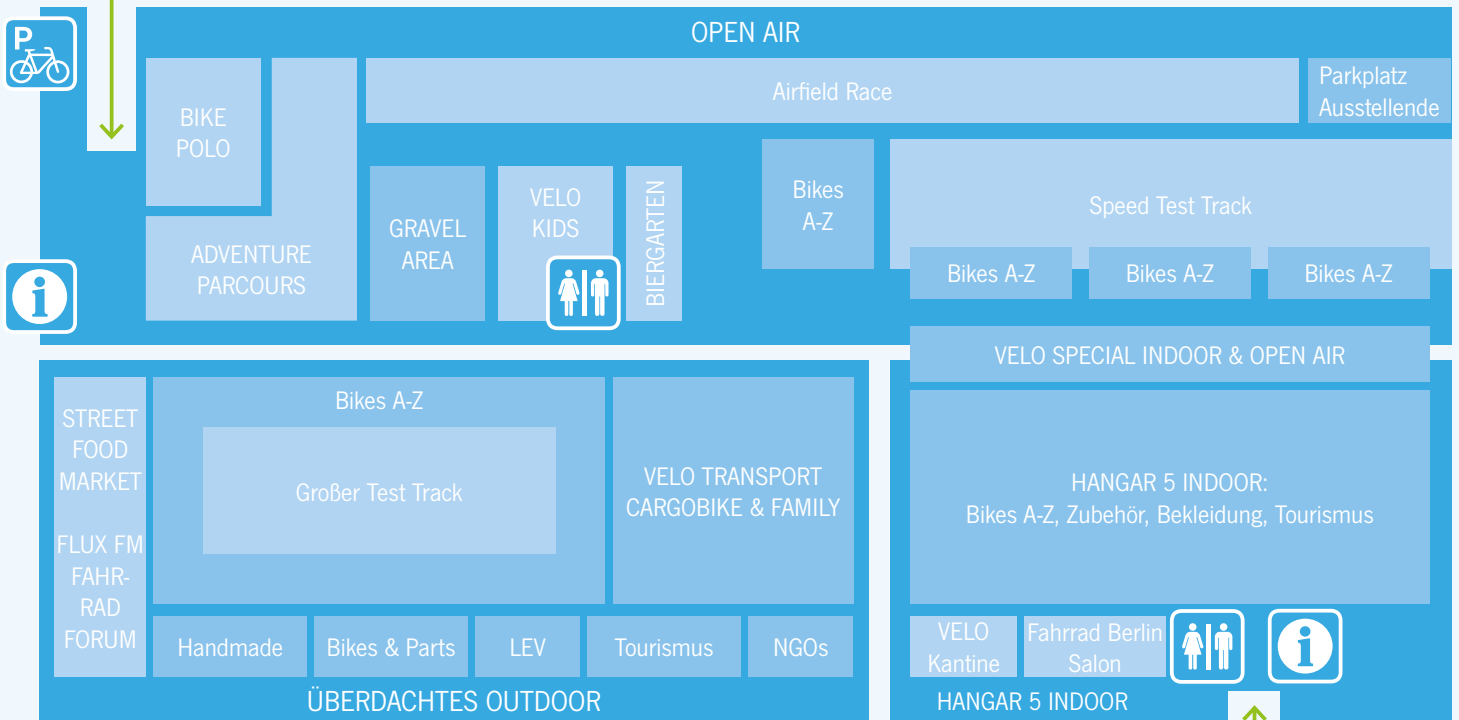 OPEN AIR
P
BIKE
POLO
Airfield Race
Parkplatz
Ausstellende
ADVENTURE
PARCOURS
GRAVEL
AREA
VELO
KIDS
BIERGARTEN
Bikes
A-Z
Speed Test Track
Bikes A-Z
Bikes A-Z
Bikes A-Z
i
VELO SPECIAL INDOOR & OPEN AIR
STREET
FOOD
MARKET
FLUX FM
FAHR-
RAD
FORUM
Bikes A-Z
Großer Test Track
VELO TRANSPORT
CARGOBIKE & FAMILY
Handmade
Bikes & Parts
LEV
Tourismus
NGOs
ÜBERDACHTES OUTDOOR
HANGAR 5 INDOOR:
Bikes A-Z, Zubehör, Bekleidung, Tourismus
VELO
Kantine
Fahrrad Berlin
Salon
i
HANGAR 5 INDOOR